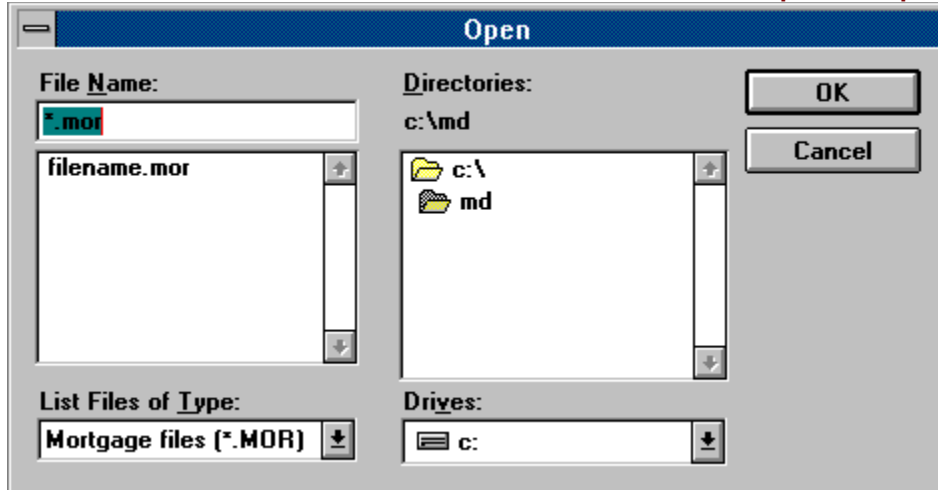 Open
File Name:
*.mor
filename.mor
List Files of Type:
Mortgage files (*.MOR)
Directories:
c:\md
c:\
md
Drives:
c:
OK
Cancel